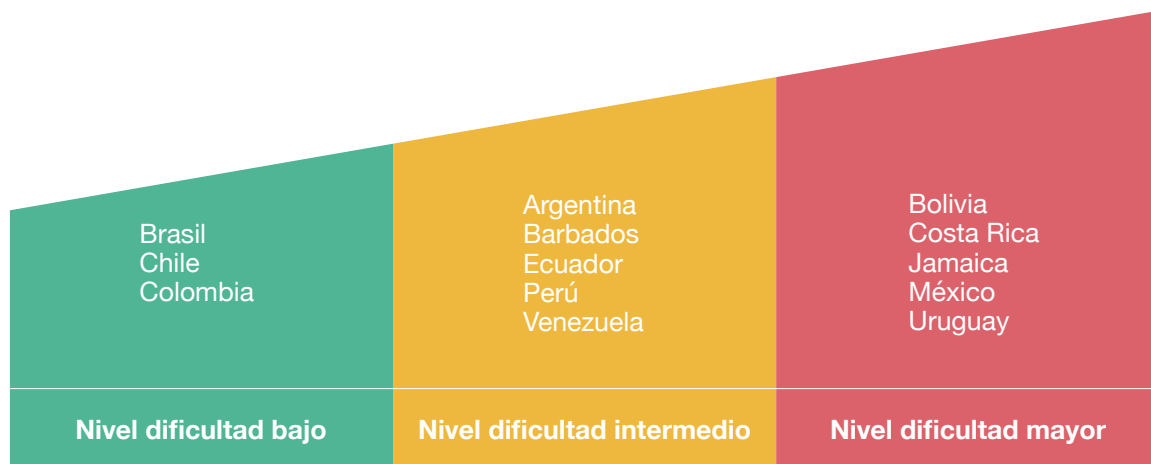 Brasil
Chile
Colombia
Argentina
Barbados
Ecuador
Perú
Venezuela
Bolivia
Costa Rica
Jamaica
México
Uruguay
Nivel dificultad bajo
Nivel dificultad intermedio
Nivel dificultad mayor